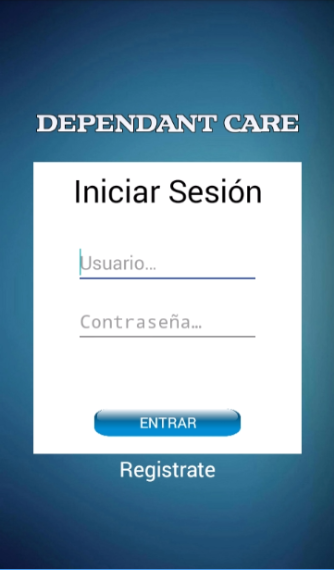 DEPENDANT CARE
Iniciar Sesión
Usuario...
Contraseña...
ENTRAR
Registrate